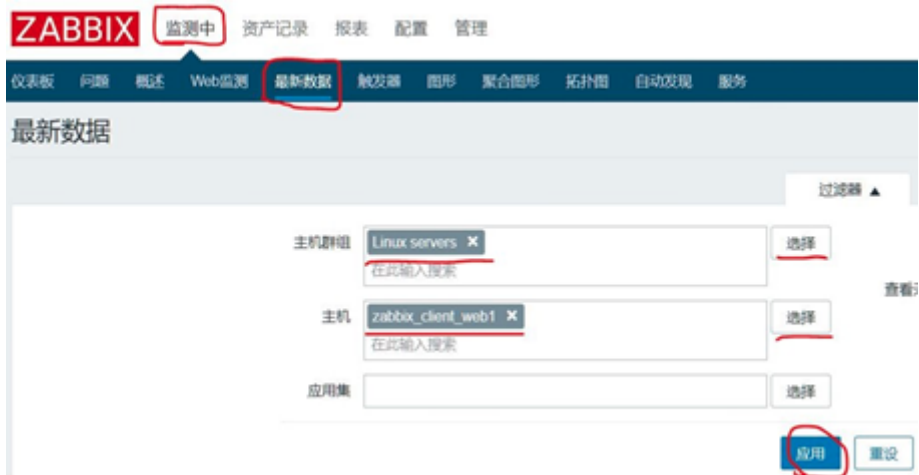 ZABBIX 监测中 资产记录 报表 配置 管理
仪表板 问题 概述 Web监测 最新数据 触发器 图形 聚合图形 拓扑图 自动发现 服务
最新数据
过滤器 ▲
主机群组 Linux servers × 选择
在此输入搜索
查看
主机 zabbix_client_web1 × 选择
在此输入搜索
应用集 选择
应用 重设